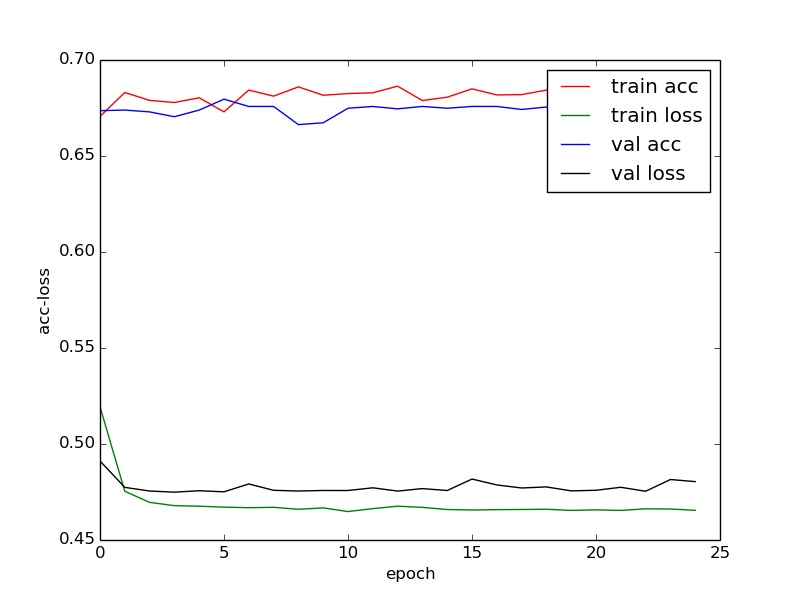 0.70
0.65
0.60
0.55
0.50
0.45
acc-loss
train acc
train loss
val acc
val loss
0 5 10 15 20 25
epoch